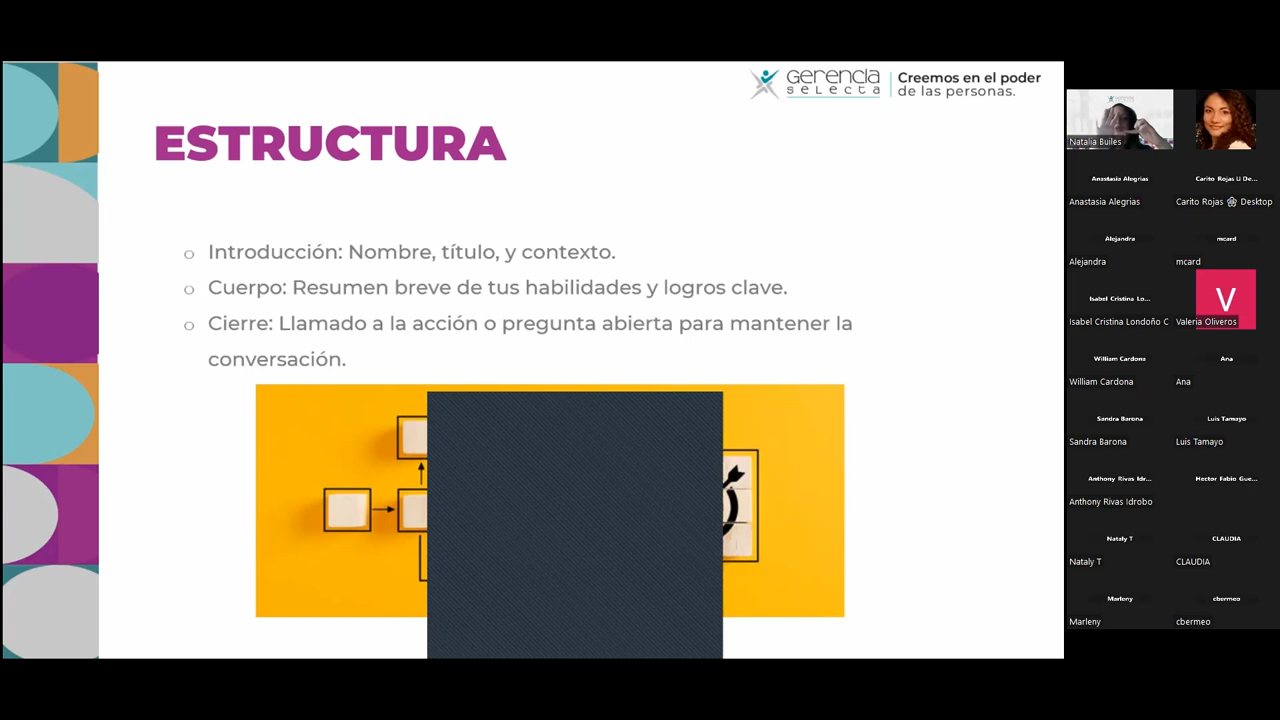 gerencia
selecta
Creemos en el poder
de las personas.
ESTRUCTURA
Introducción: Nombre, título, y contexto.
Cuerpo: Resumen breve de tus habilidades y logros clave.
Cierre: Llamado a la acción o pregunta abierta para mantener la
conversación.
Natalia Builes
Anastasia Alegrias
Carito Rojas LI De...
Anastasia Alegrias
Carito Rojas Desktop
Alejandra
mcard
Alejandra
mcard
Isabel Cristina Lo...
V
Isabel Cristina Londoño C
Valeria Oliveros
William Cardona
Ana
William Cardona
Ana
Sandra Barona
Luis Tamayo
Sandra Barona
Luis Tamayo
Anthony Rivas Idr...
Hector Fabio Gue...
Anthony Rivas Idrobo
Nataly T
CLAUDIA
Nataly T
CLAUDIA
Marleny
cbermeo
Marleny
cbermeo